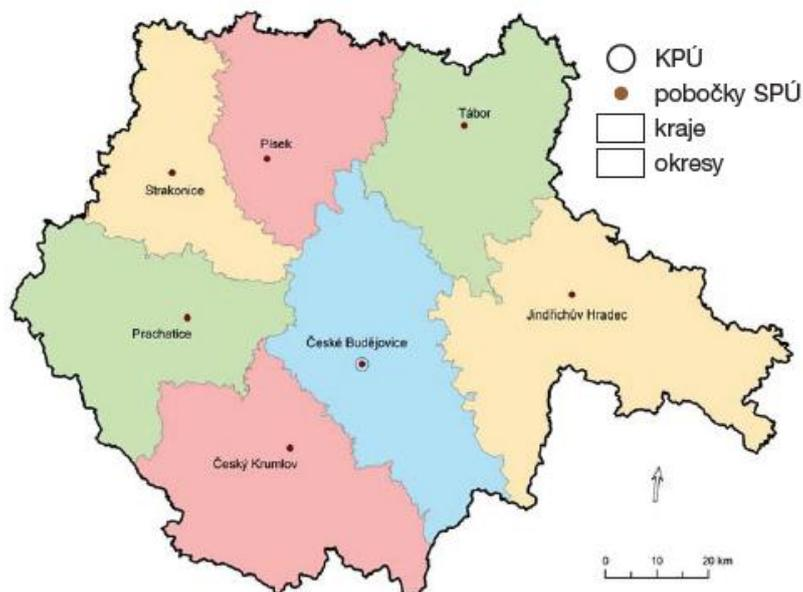 KPÚ
pobočky SPÚ
kraje
okresy
Tábor
Písek
Strakonice
Jindřichův Hradec
Prachatice
České Budějovice
Český Krumlov
0 10 20 km